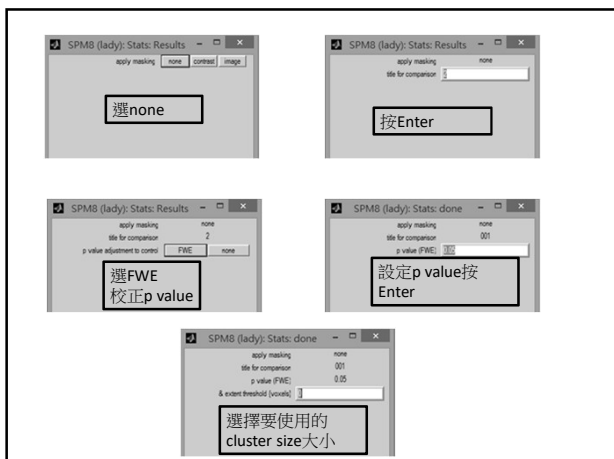 SPM8 (lady): Stats: Results
apply masking none contrast image
選none
SPM8 (lady): Stats: Results
apply masking none
title for comparison
按Enter
SPM8 (lady): Stats: Results
apply masking none
title for comparison 2
p value adjustment to control FWE none
選FWE
校正p value
SPM8 (lady): Stats: done
apply masking none
title for comparison 001
p value (FWE) 0.05
設定p value按
Enter
SPM8 (lady): Stats: done
apply masking none
title for comparison 001
p value (FWE) 0.05
& extent threshold {voxels}
選擇要使用的
cluster size大小